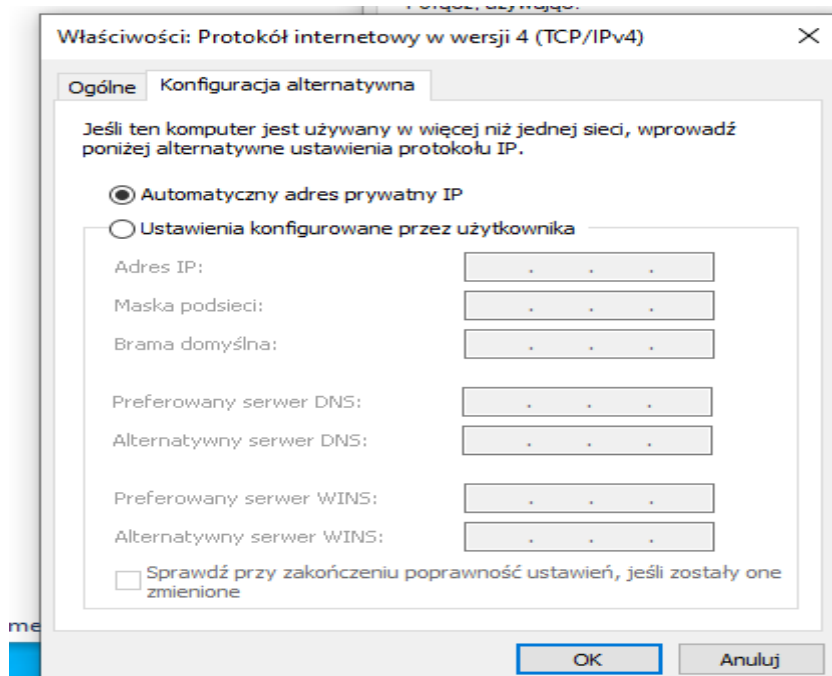 Połącz, używając:
Właściwości: Protokół internetowy w wersji 4 (TCP/IPv4)
Ogólne
Konfiguracja alternatywna
Jeśli ten komputer jest używany w więcej niż jednej sieci, wprowadź
poniżej alternatywne ustawienia protokołu IP.
Automatyczny adres prywatny IP
Ustawienia konfigurowane przez użytkownika
Adres IP:
Maska podsieci:
Brama domyślna:
Preferowany serwer DNS:
Alternatywny serwer DNS:
Preferowany serwer WINS:
Alternatywny serwer WINS:
Sprawdź przy zakończeniu poprawność ustawień, jeśli zostały one
zmienione
me
OK
Anuluj